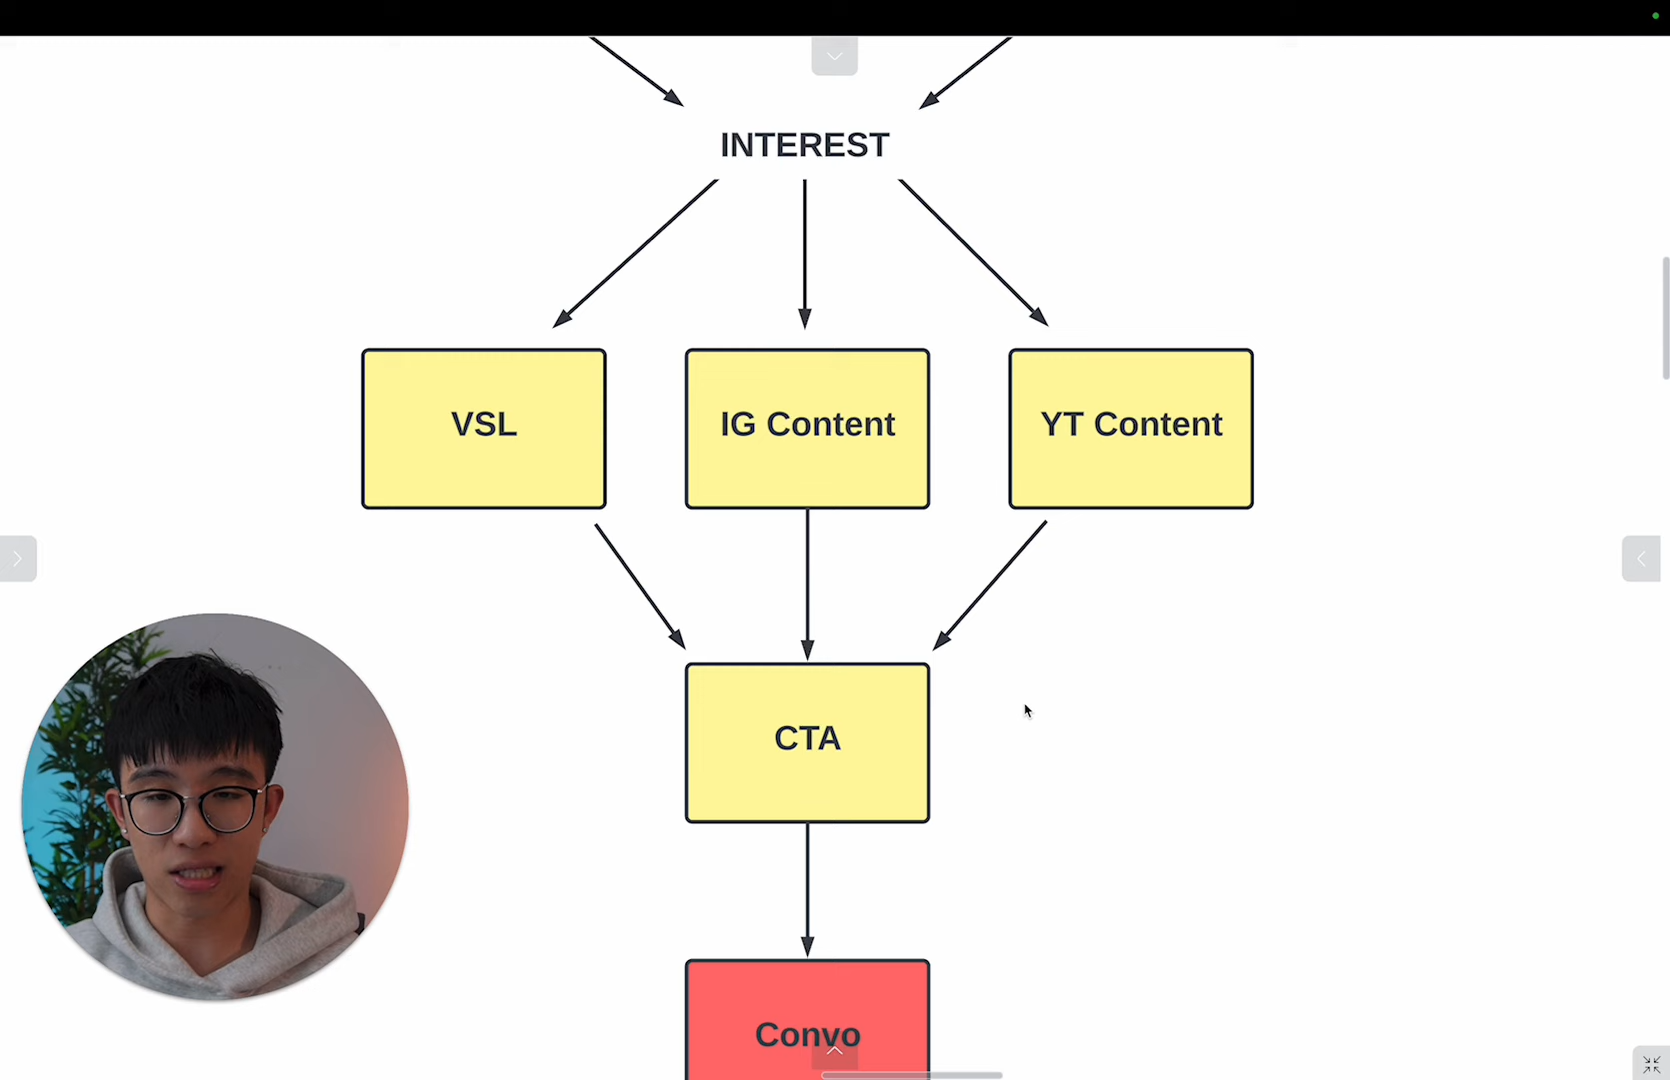 INTEREST
VSL
IG Content
YT Content
CTA
Convo